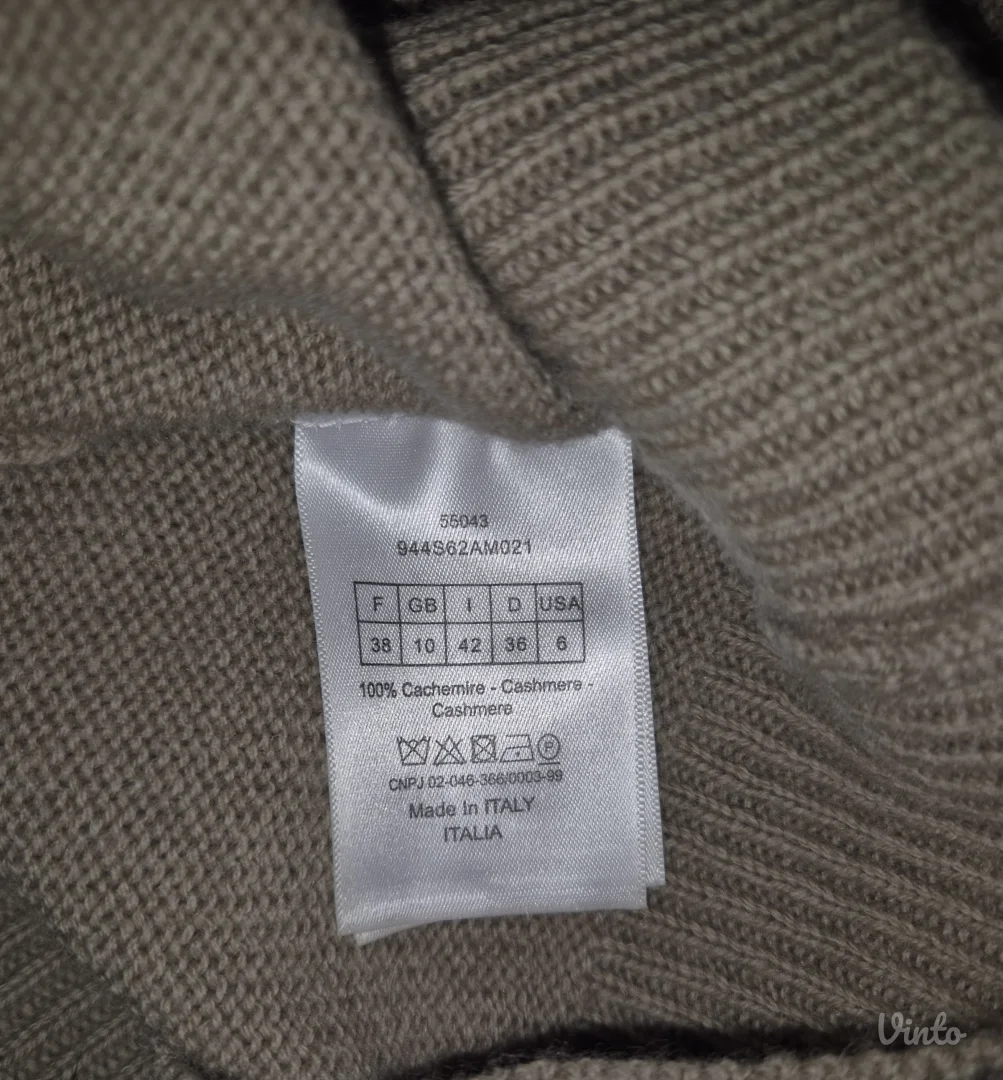 55043
944S62AM021
F GB I D USA
38 10 42 36 6
100% Cachemire - Cashmere -
Cashmere
P
CNPJ 02-046-366/0003-99
Made In ITALY
ITALIA
Vinto